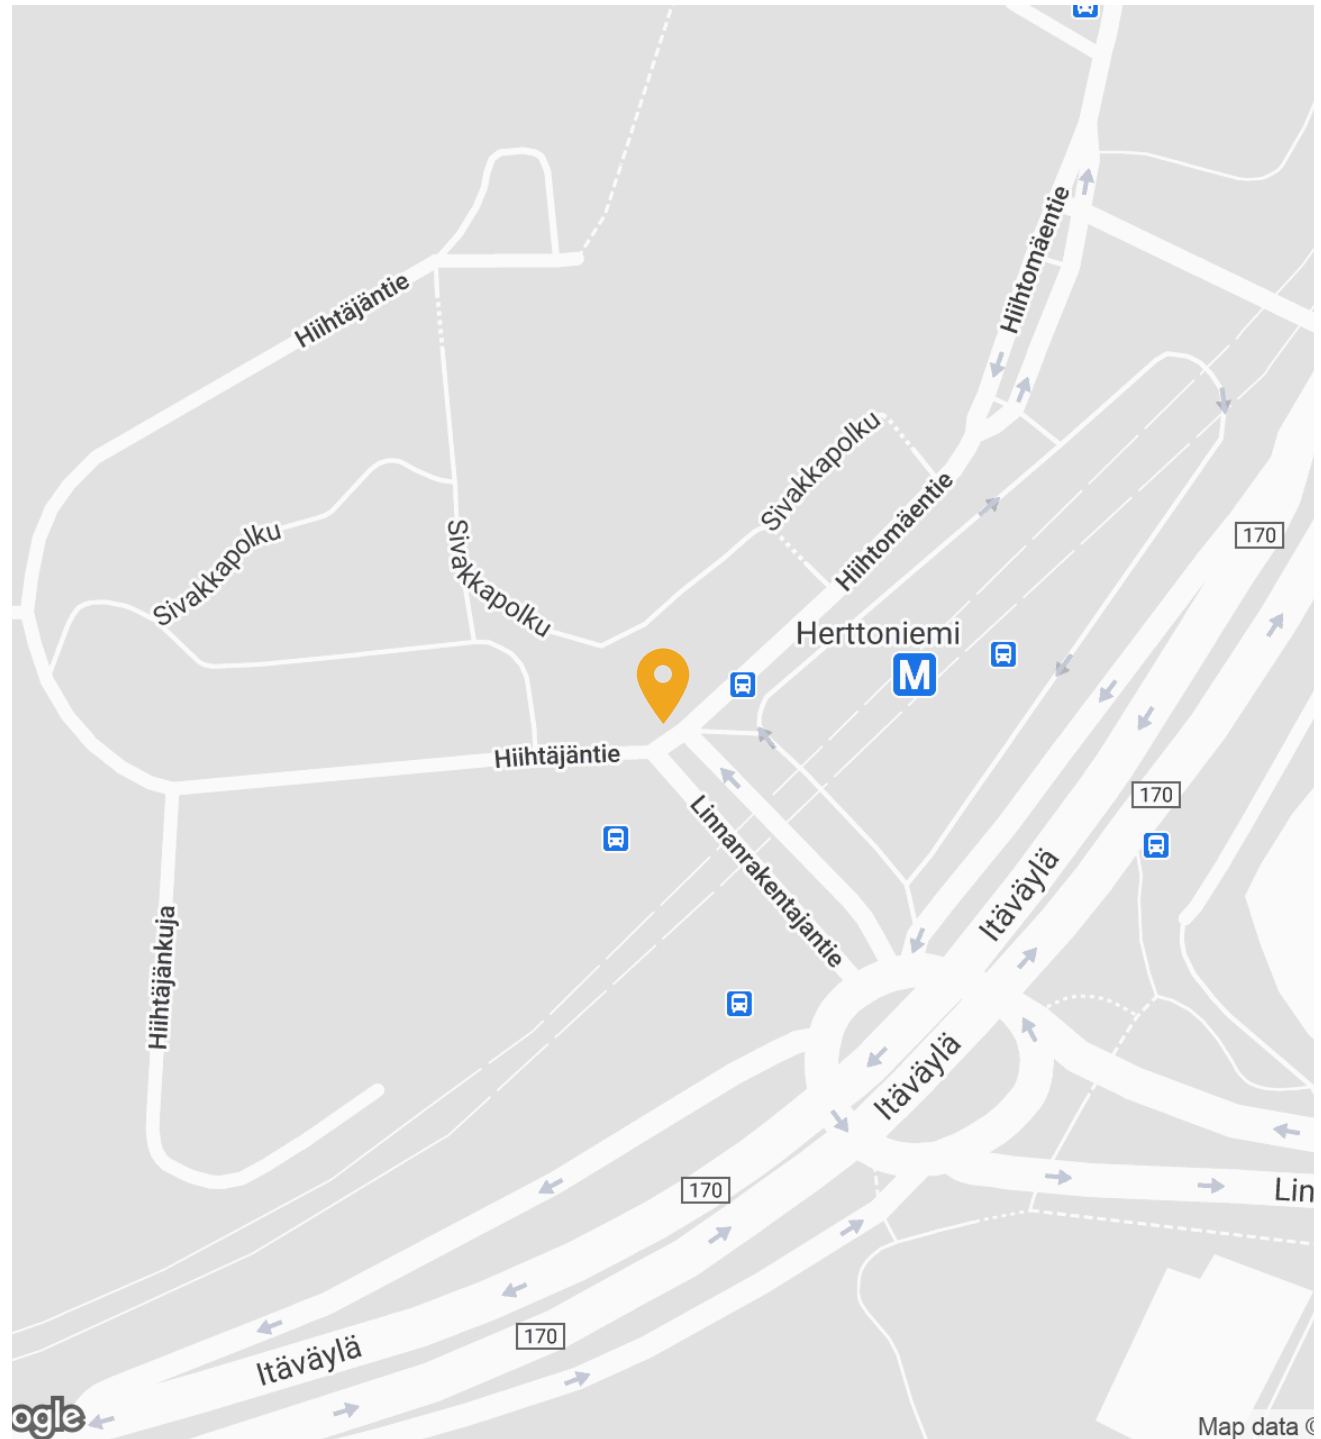 Hiihtomäentie
Hiihtäjäntie
Sivakkapolku
Hiihtomäentie
Sivakkapolku
Sivakkapolku
170
Herttoniemi
M
Hiihtäjäntie
170
Linnanrakentajantie
Itäväylä
Hiihtäjänkuja
Itäväylä
170
Lin
170
Itäväylä
ogle
Map data ©